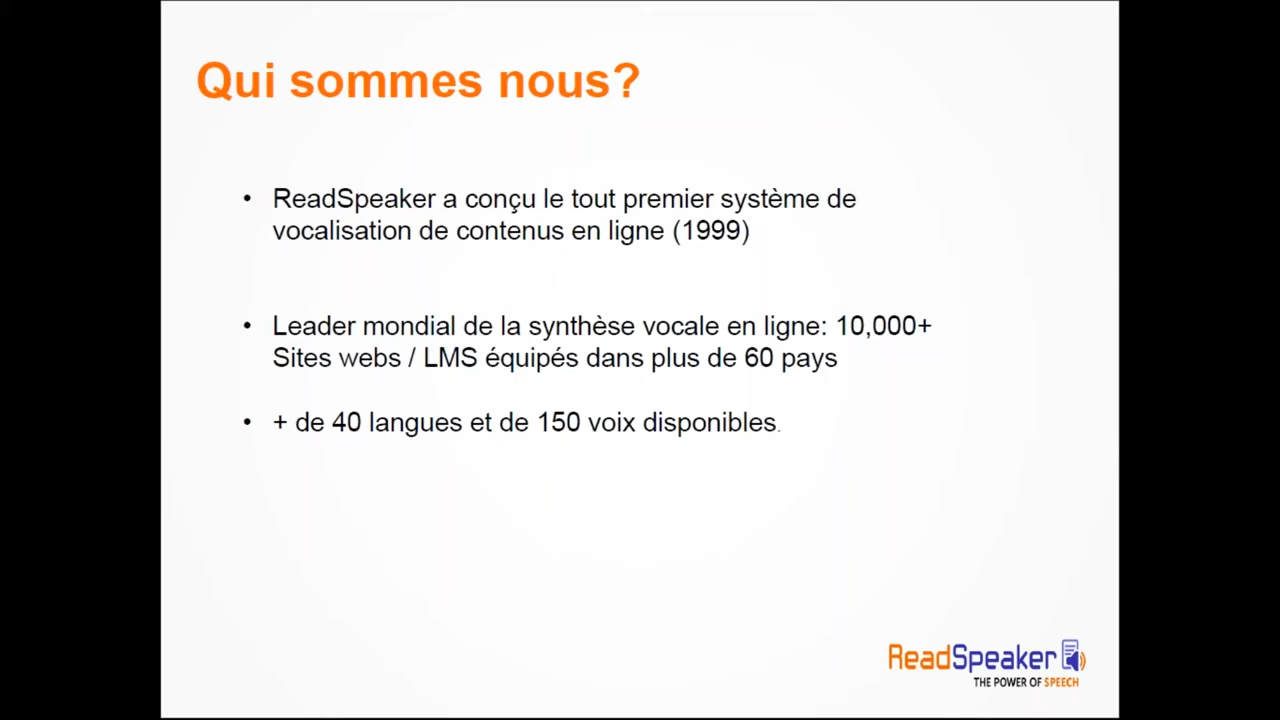 Qui sommes nous?
• ReadSpeaker a conçu le tout premier système de
vocalisation de contenus en ligne (1999)
• Leader mondial de la synthèse vocale en ligne: 10,000+
Sites webs / LMS équipés dans plus de 60 pays
• + de 40 langues et de 150 voix disponibles.
ReadSpeaker
THE POWER OF SPEECH